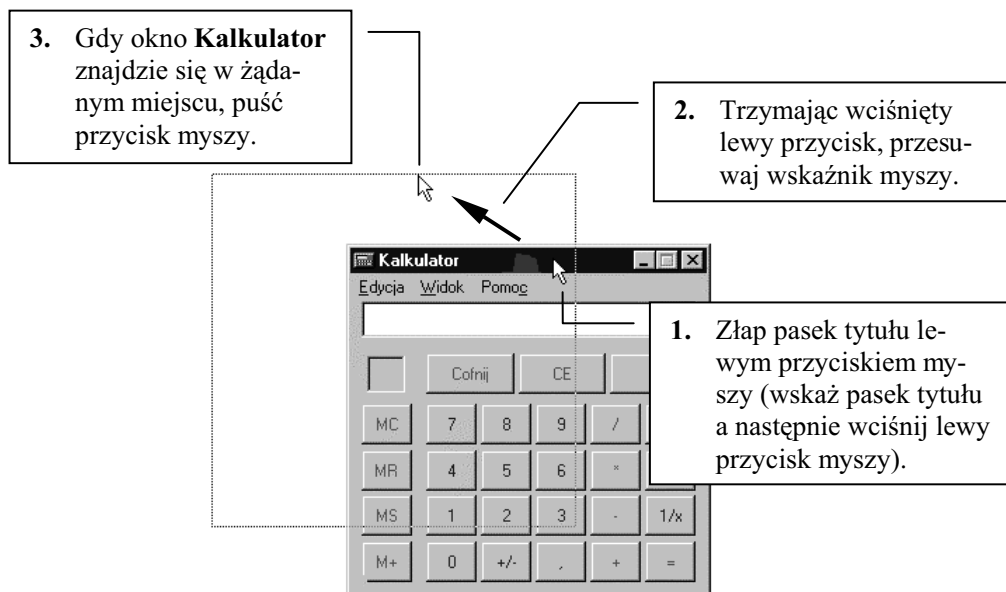 3. Gdy okno Kalkulator
znajdzie się w żąda-
nym miejscu, puść
przycisk myszy.
2. Trzymając wciśnięty
lewy przycisk, przesu-
waj wskaźnik myszy.
Kalkulator
Edycja Widok Pomoc
1. Złap pasek tytułu le-
wym przyciskiem my-
szy (wskaż pasek tytułu
a następnie wciśnij lewy
przycisk myszy).
Cofnij CE
MC 7 8 9 /
MR 4 5 6 *
MS 1 2 3 - 1/x
M+ 0 +/- , + =